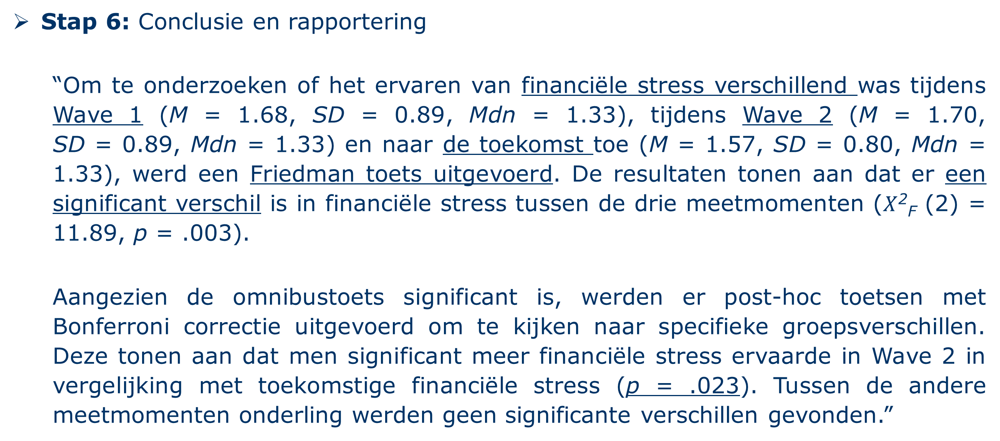 ➢ Stap 6: Conclusie en rapportering
“Om te onderzoeken of het ervaren van financiële stress verschillend was tijdens
Wave 1 (M = 1.68, SD = 0.89, Mdn = 1.33), tijdens Wave 2 (M = 1.70,
SD = 0.89, Mdn = 1.33) en naar de toekomst toe (M = 1.57, SD = 0.80, Mdn =
1.33), werd een Friedman toets uitgevoerd. De resultaten tonen aan dat er een
significant verschil is in financiële stress tussen de drie meetmomenten (X²F (2) =
11.89, p = .003).
Aangezien de omnibustoets significant is, werden er post-hoc toetsen met
Bonferroni correctie uitgevoerd om te kijken naar specifieke groepsverschillen.
Deze tonen aan dat men significant meer financiële stress ervaarde in Wave 2 in
vergelijking met toekomstige financiële stress (p = .023). Tussen de andere
meetmomenten onderling werden geen significante verschillen gevonden.”